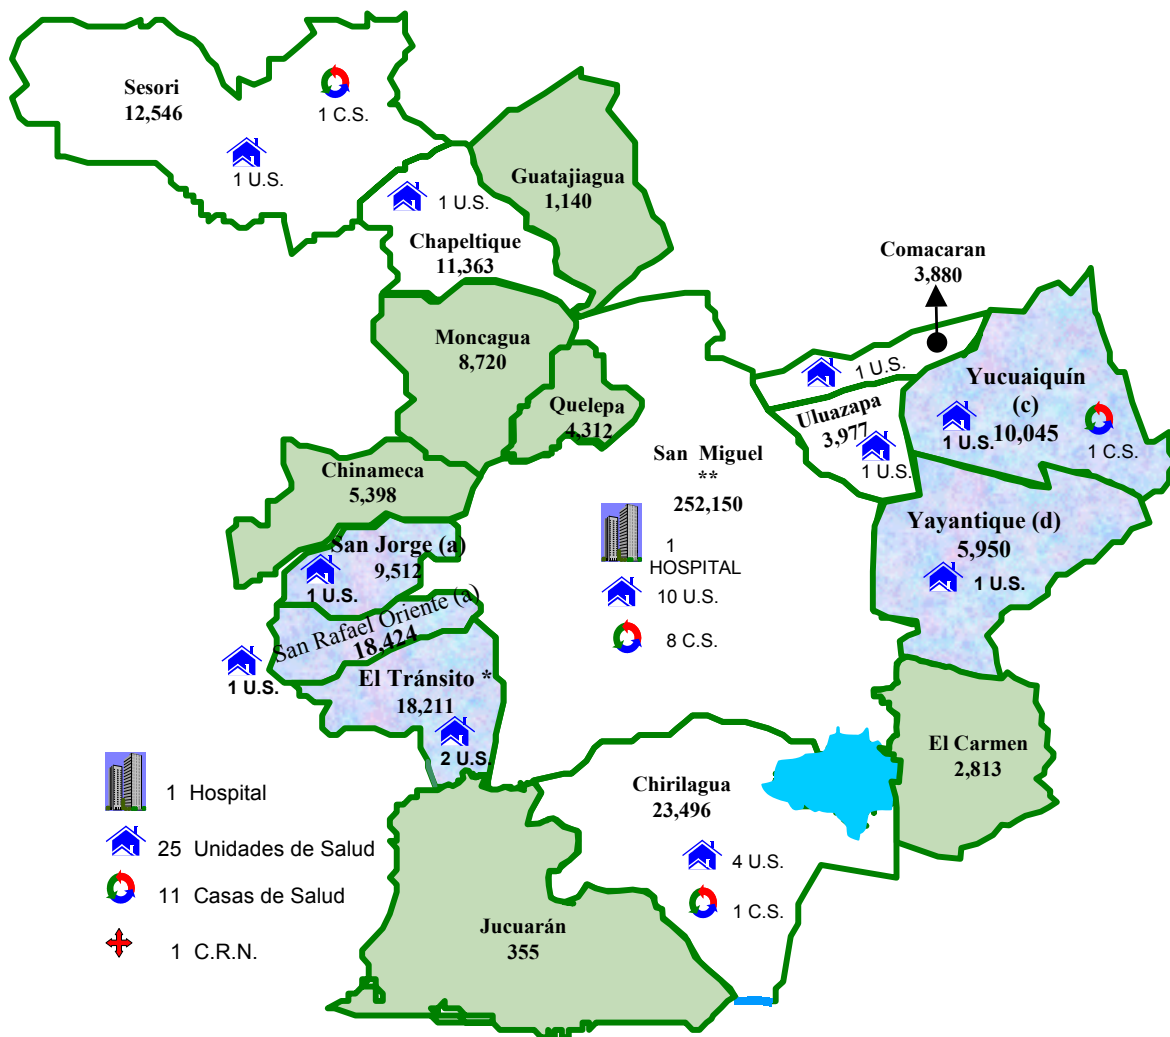 Sesori
12,546
1 C.S.
1 U.S.
Guatajiagua
1,140
1 U.S.
Chapeltique
11,363
Comacaran
3,880
Moncagua
8,720
1 U.S.
Yucuaiquín
(c)
10,045
1 U.S.
1 C.S.
Quelepa
4,312
Uluazapa
3,977
1 U.S.
San Miguel
**
252,150
1
HOSPITAL
10 U.S.
8 C.S.
Chinameca
5,398
San Jorge (a)
9,512
1 U.S.
Yayantique (d)
5,950
1 U.S.
San Rafael Oriente (a)
18,424
1 U.S.
El Tránsito *
18,211
2 U.S.
El Carmen
2,813
Chirilagua
23,496
4 U.S.
1 C.S.
1 Hospital
25 Unidades de Salud
11 Casas de Salud
1 C.R.N.
Jucuarán
355